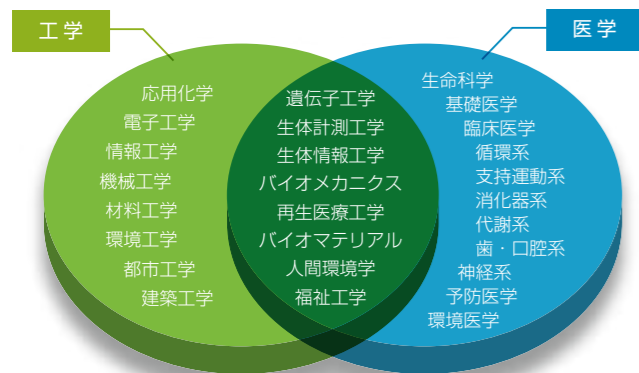 工学
医学
応用化学
電子工学
情報工学
機械工学
材料工学
環境工学
都市工学
建築工学
遺伝子工学
生体計測工学
生体情報工学
バイオメカニクス
再生医療工学
バイオマテリアル
人間環境学
福祉工学
生命科学
基礎医学
臨床医学
循環系
支持運動系
消化器系
代謝系
歯・口腔系
神経系
予防医学
環境医学